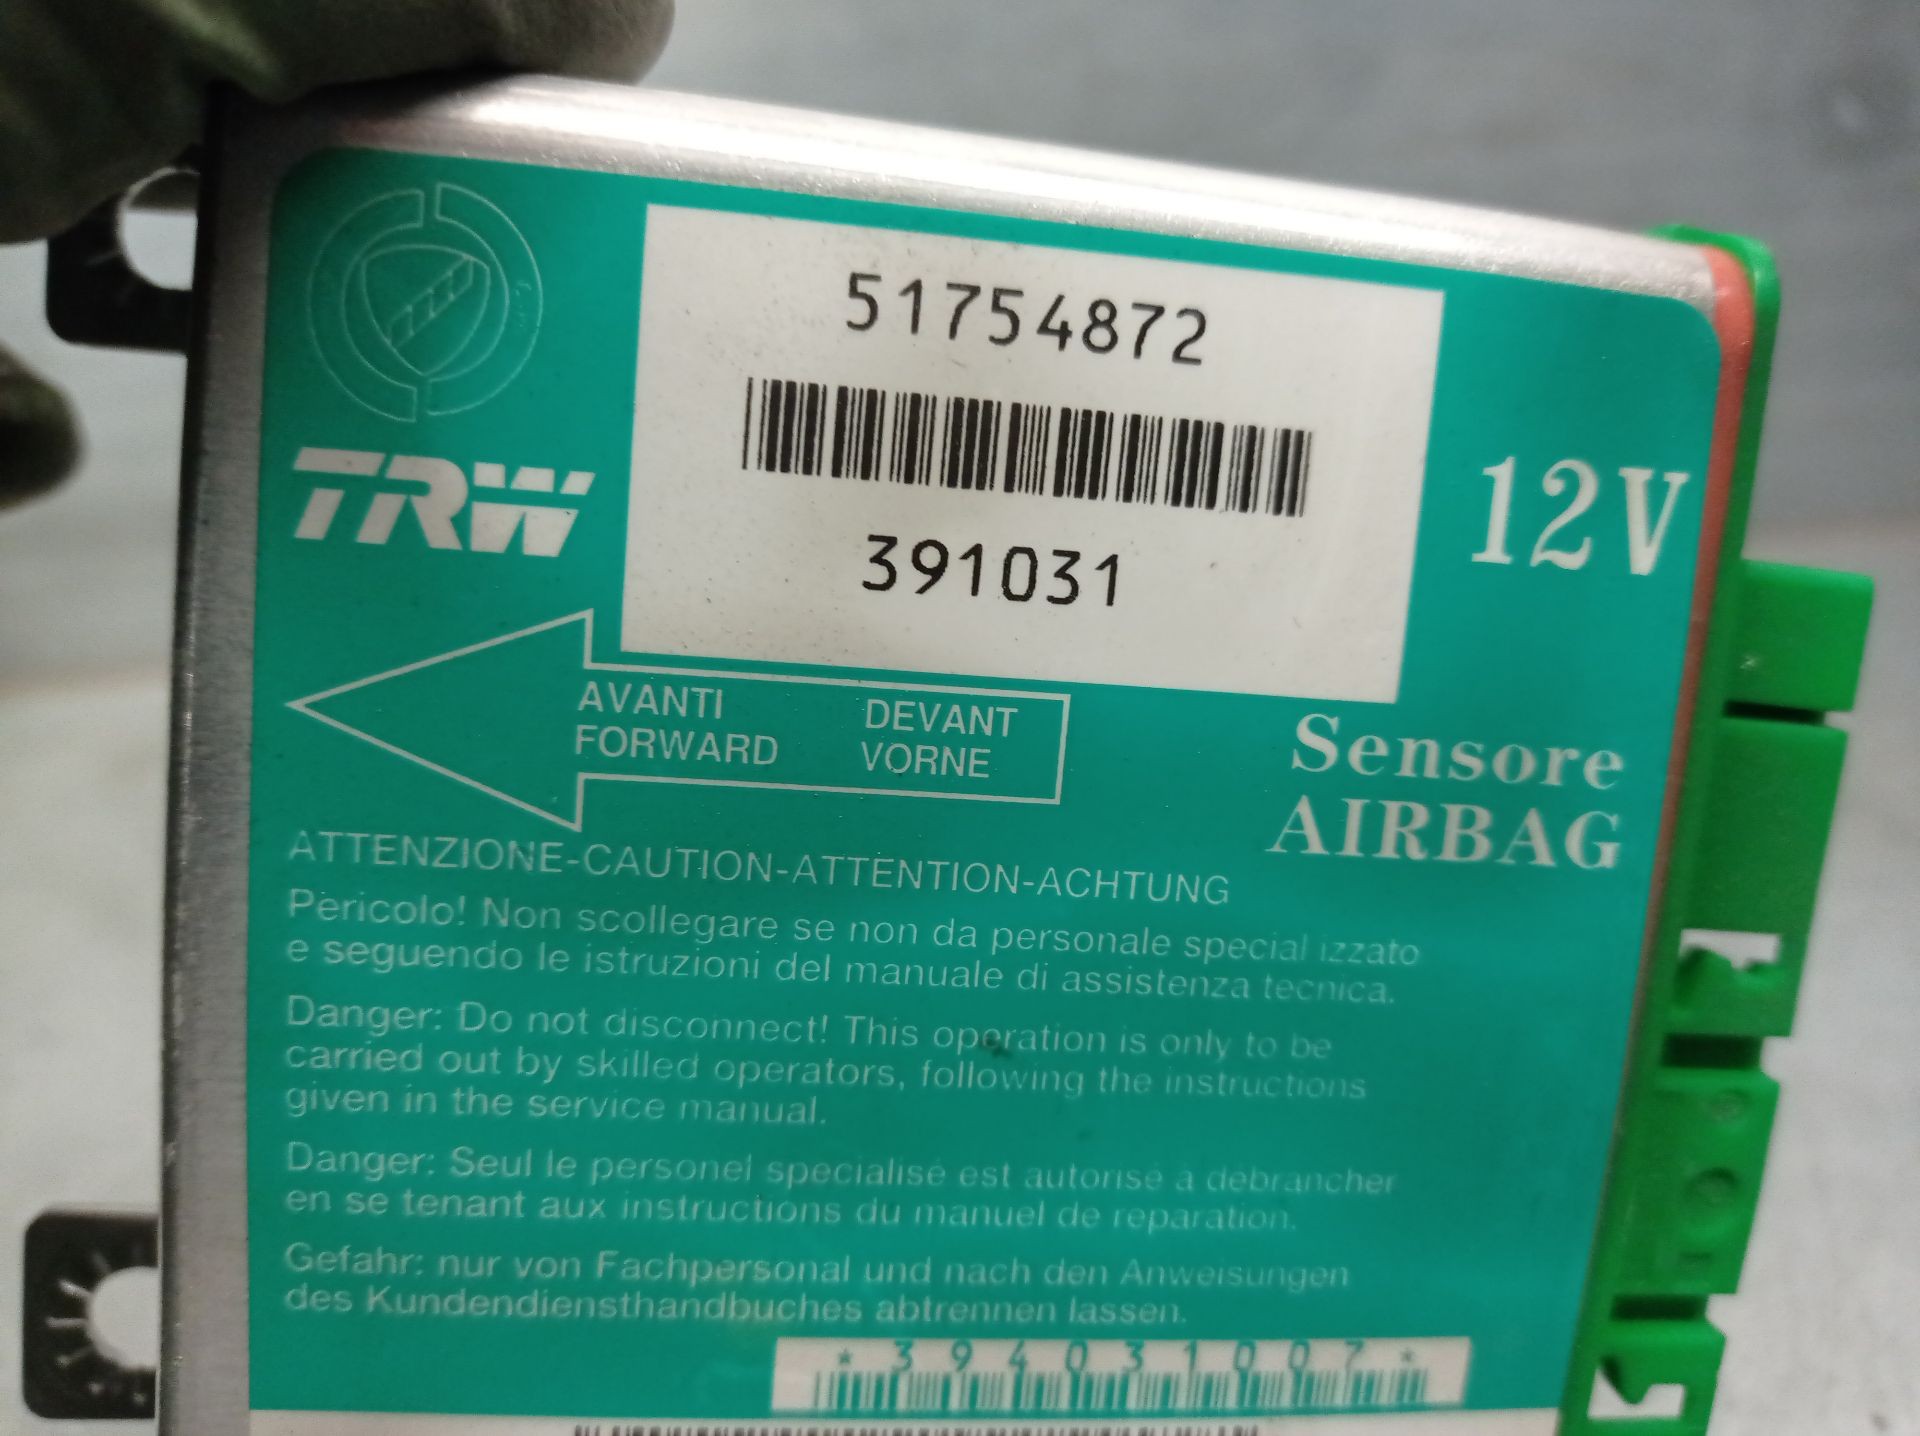 51754872
TRW
391031
12V
AVANTI DEVANT
FORWARD VORNE
Sensore
AIRBAG
ATTENZIONE-CAUTION-ATTENTION-ACHTUNG
Pericolo! Non scollegare se non da personale special izzato
e seguendo le istruzioni del manuale di assistenza tecnica.
Danger: Do not disconnect! This operation is only to be
carried out by skilled operators, following the instructions
given in the service manual.
Danger: Seul le personel specialisé est autorisé a débrancher
en se tenant aux instructions du manuel de reparation.
Gefahr: nur von Fachpersonal und nach den Anweisungen
des Kundendiensthandbuches abtrennen lassen.
* 394031007 *